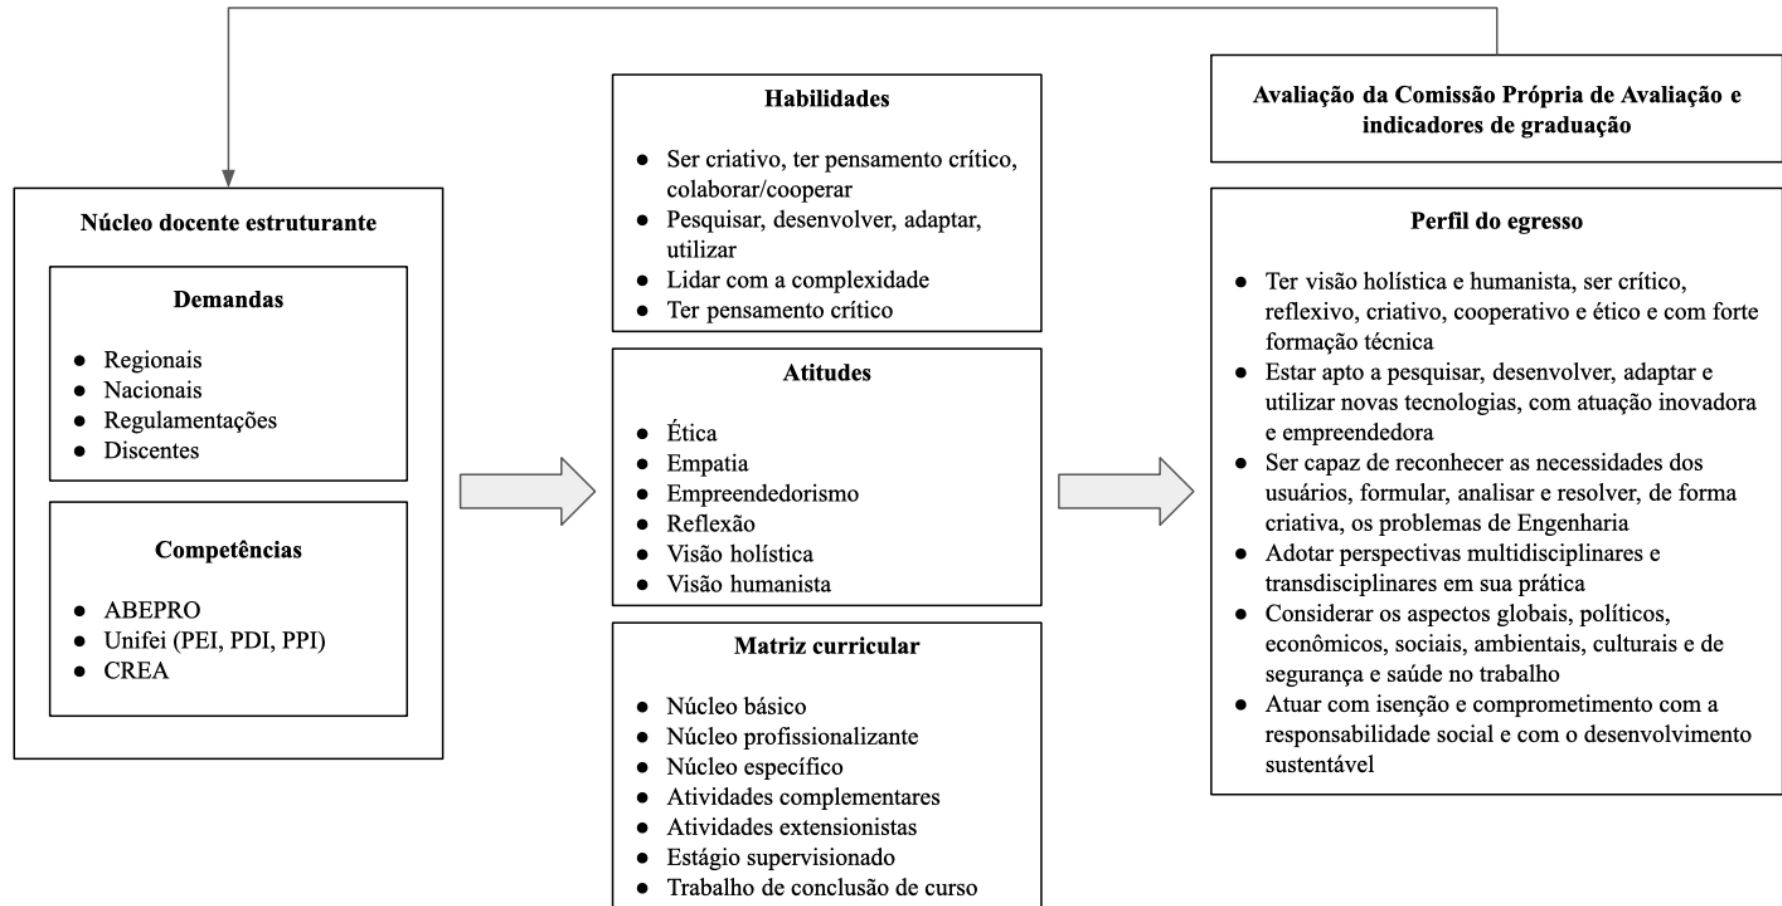 Núcleo docente estruturante
Demandas
● Regionais
● Nacionais
● Regulamentações
● Discentes
Competências
● ABEPRO
● Unifei (PEI, PDI, PPI)
● CREA
Habilidades
● Ser criativo, ter pensamento crítico,
colaborar/cooperar
● Pesquisar, desenvolver, adaptar,
utilizar
● Lidar com a complexidade
● Ter pensamento crítico
Atitudes
● Ética
● Empatia
● Empreendedorismo
● Reflexão
● Visão holística
● Visão humanista
Matriz curricular
● Núcleo básico
● Núcleo profissionalizante
● Núcleo específico
● Atividades complementares
● Atividades extensionistas
● Estágio supervisionado
● Trabalho de conclusão de curso
Avaliação da Comissão Própria de Avaliação e
indicadores de graduação
Perfil do egresso
● Ter visão holística e humanista, ser crítico,
reflexivo, criativo, cooperativo e ético e com forte
formação técnica
● Estar apto a pesquisar, desenvolver, adaptar e
utilizar novas tecnologias, com atuação inovadora
e empreendedora
● Ser capaz de reconhecer as necessidades dos
usuários, formular, analisar e resolver, de forma
criativa, os problemas de Engenharia
● Adotar perspectivas multidisciplinares e
transdisciplinares em sua prática
● Considerar os aspectos globais, políticos,
econômicos, sociais, ambientais, culturais e de
segurança e saúde no trabalho
● Atuar com isenção e comprometimento com a
responsabilidade social e com o desenvolvimento
sustentável